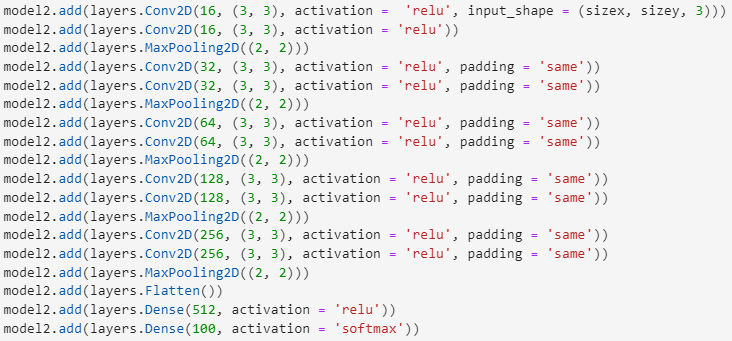 model2.add(layers.Conv2D(16, (3, 3), activation =  'relu', input_shape = (sizex, sizey, 3)))
model2.add(layers.Conv2D(16, (3, 3), activation = 'relu'))
model2.add(layers.MaxPooling2D((2, 2)))
model2.add(layers.Conv2D(32, (3, 3), activation = 'relu', padding = 'same'))
model2.add(layers.Conv2D(32, (3, 3), activation = 'relu', padding = 'same'))
model2.add(layers.MaxPooling2D((2, 2)))
model2.add(layers.Conv2D(64, (3, 3), activation = 'relu', padding = 'same'))
model2.add(layers.Conv2D(64, (3, 3), activation = 'relu', padding = 'same'))
model2.add(layers.MaxPooling2D((2, 2)))
model2.add(layers.Conv2D(128, (3, 3), activation = 'relu', padding = 'same'))
model2.add(layers.Conv2D(128, (3, 3), activation = 'relu', padding = 'same'))
model2.add(layers.MaxPooling2D((2, 2)))
model2.add(layers.Conv2D(256, (3, 3), activation = 'relu', padding = 'same'))
model2.add(layers.Conv2D(256, (3, 3), activation = 'relu', padding = 'same'))
model2.add(layers.MaxPooling2D((2, 2)))
model2.add(layers.Flatten())
model2.add(layers.Dense(512, activation = 'relu'))
model2.add(layers.Dense(100, activation = 'softmax'))